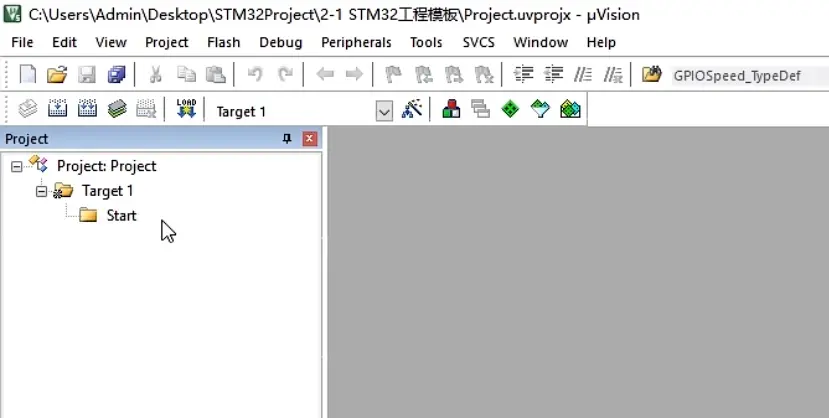 C:\Users\Admin\Desktop\STM32Project\2-1 STM32工程模板\Project.uvprojx - µVision
File Edit View Project Flash Debug Peripherals Tools SVCS Window Help
GPIOSpeed_TypeDef
LOAD Target 1
Project
Project: Project
Target 1
Start